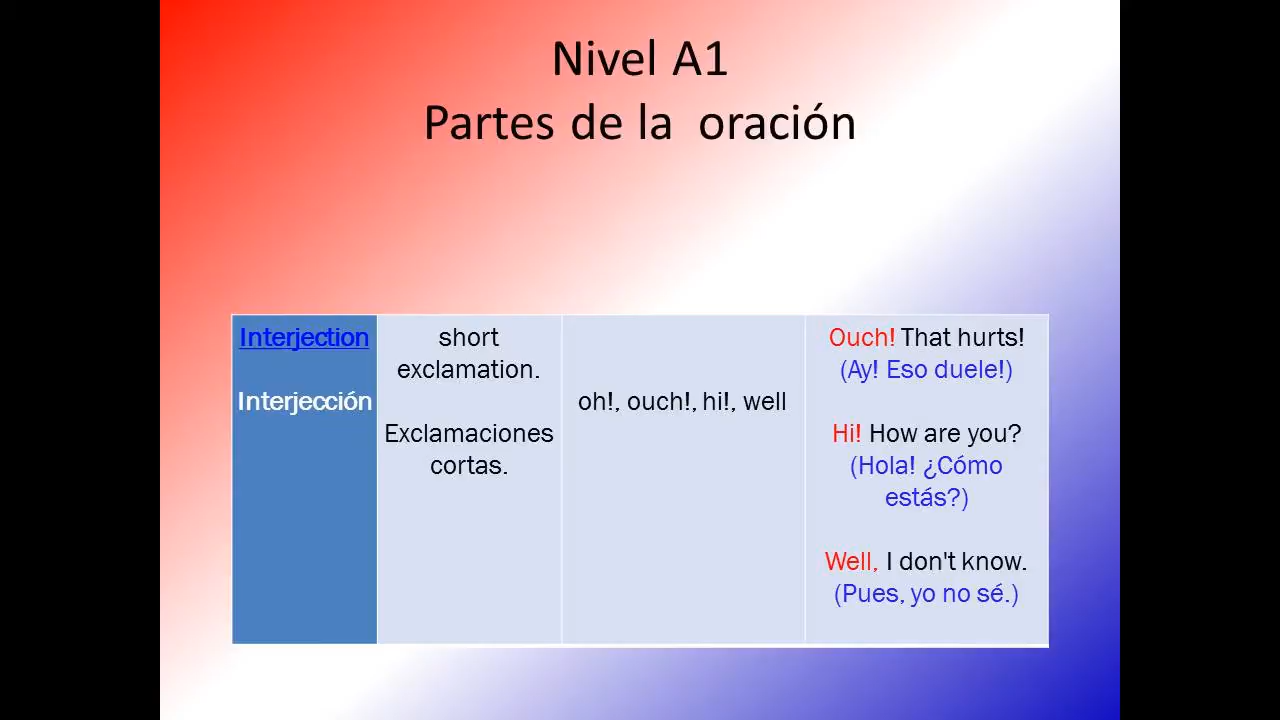 Nivel A1
Partes de la oración
Interjection
Interjección
short
exclamation.
Exclamaciones
cortas.
oh!, ouch!, hi!, well
Ouch! That hurts!
(Ay! Eso duele!)
Hi! How are you?
(Hola! ¿Cómo
estás?)
Well, I don't know.
(Pues, yo no sé.)